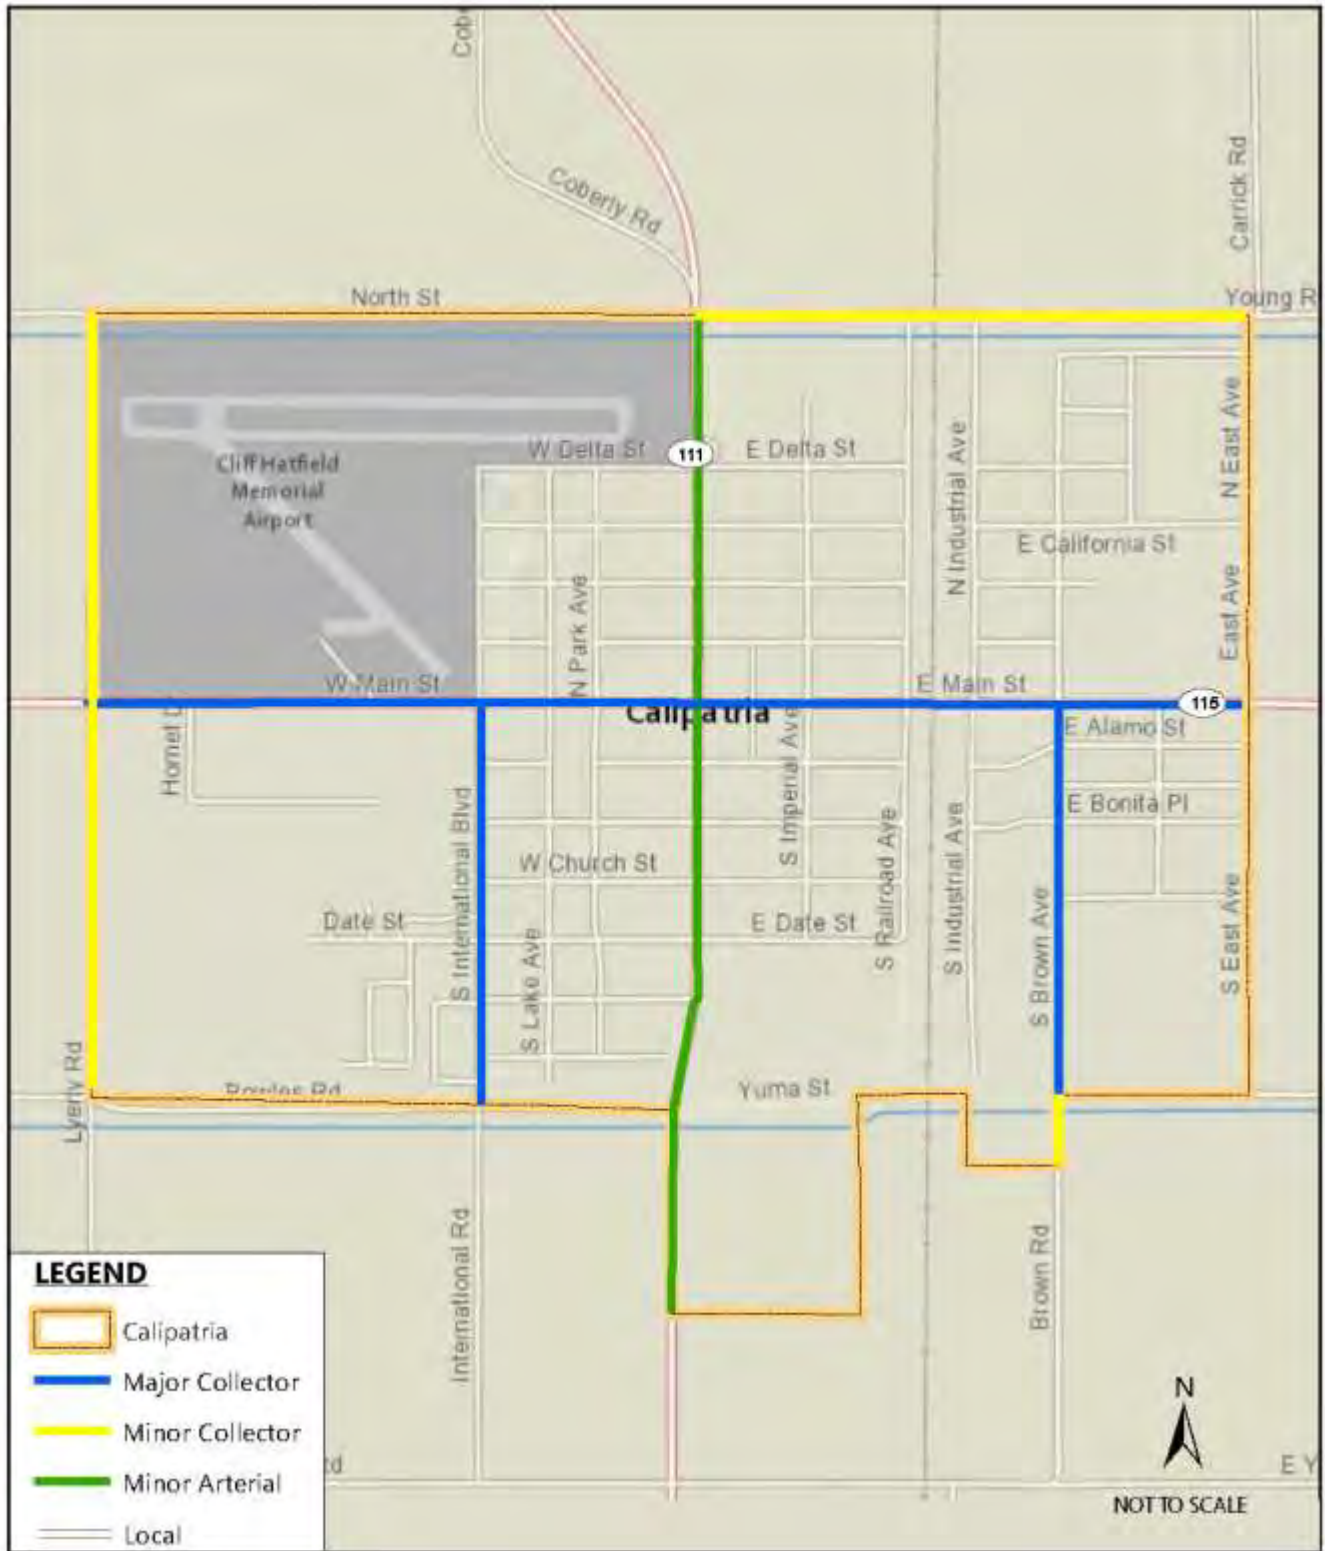 Cob
Carrick Rd
Coberly Rd
North St
Young R
N East Ave
W Delta St
111
E Delta St
Cliff Hatfield
Memorial
Airport
N Industrial Ave
E California St
East Ave
N Park Ave
W Main St
E Main St
115
Calipatria
Hornet D
E Alamo St
S Imperial Ave
E Bonita Pl
S International Blvd
S Railroad Ave
S Industrial Ave
W Church St
Date St
E Date St
S Lake Ave
S Brown Ave
S East Ave
Lyerly Rd
Bowles Rd
Yuma St
International Rd
Brown Rd
LEGEND
Calipatria
Major Collector
Minor Collector
Minor Arterial
Local
N
NOT TO SCALE
E Y